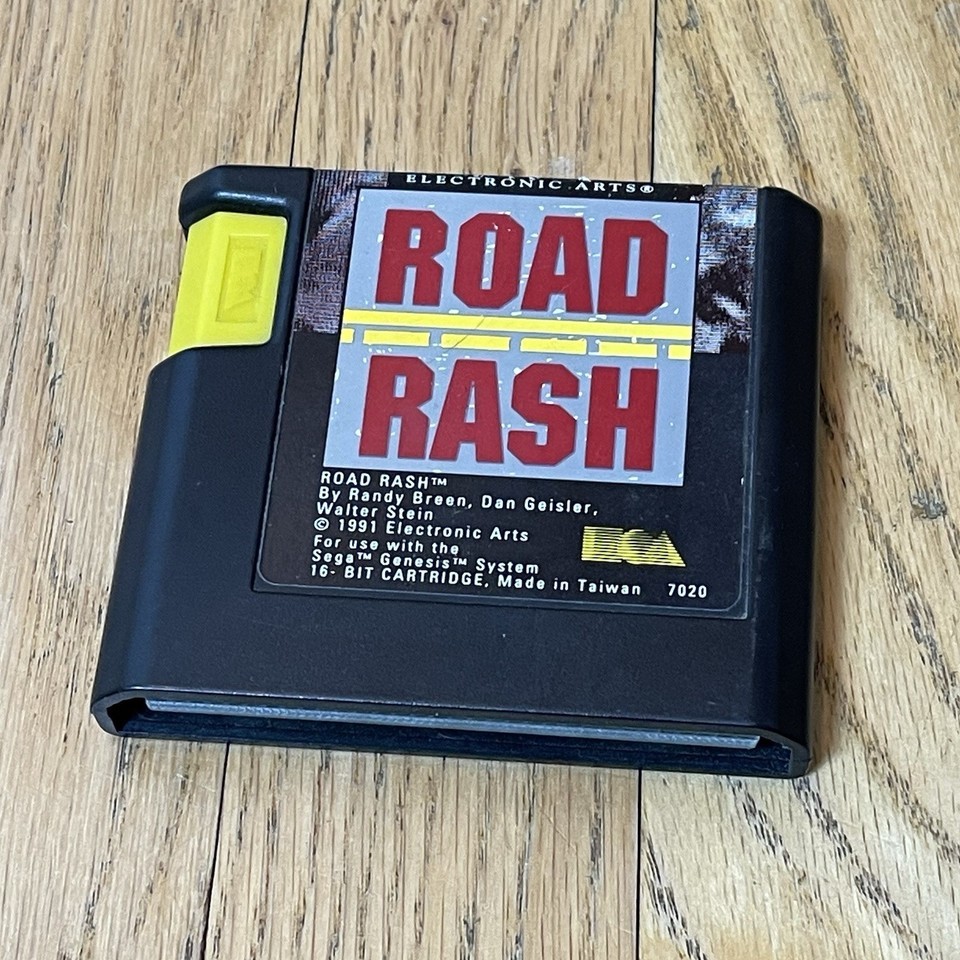 ELECTRONIC ARTS®
ROAD
RASH
ROAD RASH™
By Randy Breen, Dan Geisler,
Walter Stein
© 1991 Electronic Arts
For use with the
Sega™ Genesis™ System
16- BIT CARTRIDGE, Made in Taiwan 7020
EA